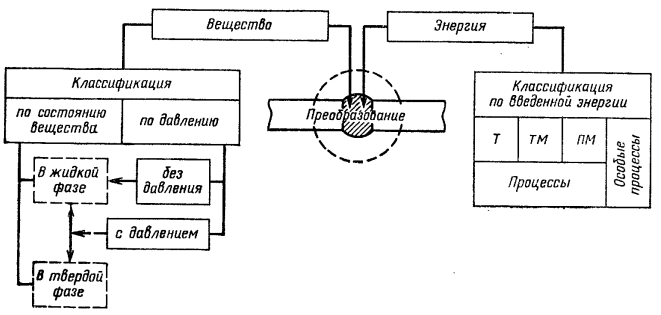 Вещество
Энергия
Классификация
по состоянию
вещества
по давлению
Преобразование
Классификация
по введенной энергии
Т
ТМ
ПМ
Особые
процессы
Процессы
В жидкой
фазе
без
давления
с давлением
В твердой
фазе